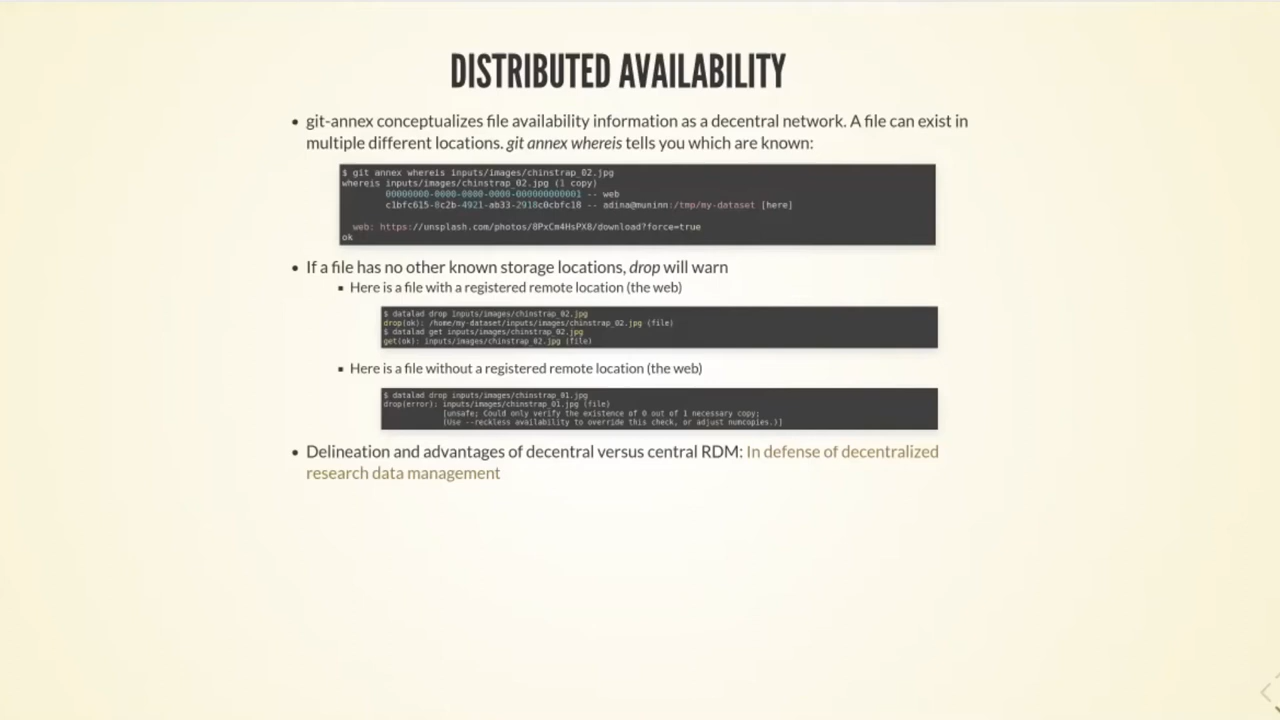 DISTRIBUTED AVAILABILITY
• git-annex conceptualizes file availability information as a decentral network. A file can exist in
multiple different locations. git annex whereis tells you which are known:
$ git annex whereis inputs/images/chinstrap_02.jpg
whereis inputs/images/chinstrap_02.jpg (1 copy)
00000000-0000-0000-0000-000000000001 -- web
c1bfc615-8c2b-4921-ab33-2918c0cbfc18 -- adina@muninn:/tmp/my-dataset [here]
web: https://unsplash.com/photos/8PxCm4HsPX8/download?force=true
ok
• If a file has no other known storage locations, drop will warn
▪ Here is a file with a registered remote location (the web)
$ datalad drop inputs/images/chinstrap_02.jpg
drop(ok): /home/my-dataset/inputs/images/chinstrap_02.jpg (file)
$ datalad get inputs/images/chinstrap_02.jpg
get(ok): inputs/images/chinstrap_02.jpg (file)
▪ Here is a file without a registered remote location (the web)
$ datalad drop inputs/images/chinstrap_01.jpg
drop(error): inputs/images/chinstrap_01.jpg (file)
[unsafe; Could only verify the existence of 0 out of 1 necessary copy;
(Use --reckless availability to override this check, or adjust numcopies.)]
• Delineation and advantages of decentral versus central RDM: In defense of decentralized
research data management